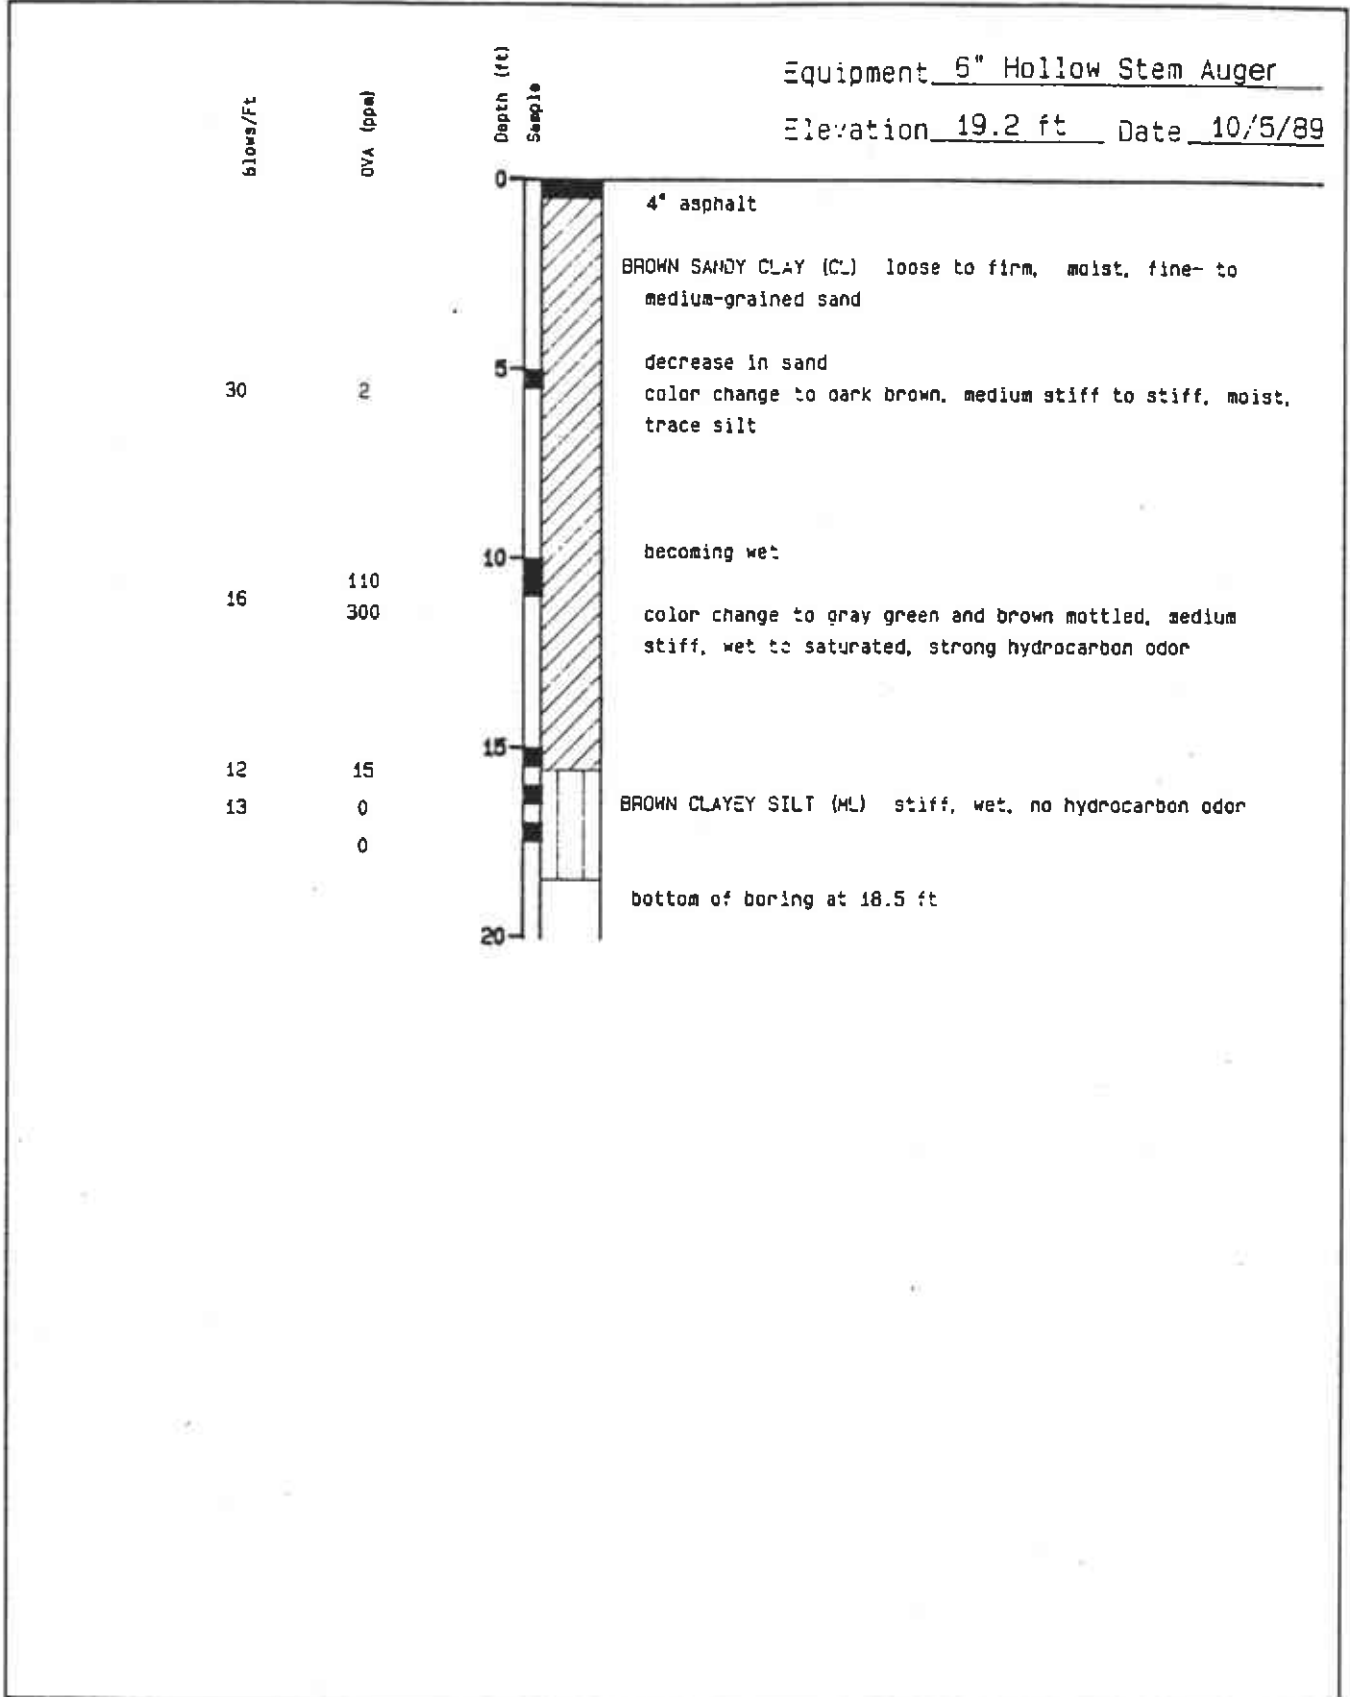 Equipment 6" Hollow Stem Auger
Elevation 19.2 ft Date 10/5/89
blows/Ft
OVA (ppm)
Depth (ft)
Sample
0
4" asphalt
BROWN SANDY CLAY (CL) loose to firm, moist, fine- to
medium-grained sand
5
decrease in sand
30 2
color change to dark brown, medium stiff to stiff, moist,
trace silt
10
becoming wet
110
16
300
color change to gray green and brown mottled, medium
stiff, wet to saturated, strong hydrocarbon odor
15
12 15
13 0
BROWN CLAYEY SILT (ML) stiff, wet, no hydrocarbon odor
0
bottom of boring at 18.5 ft
20